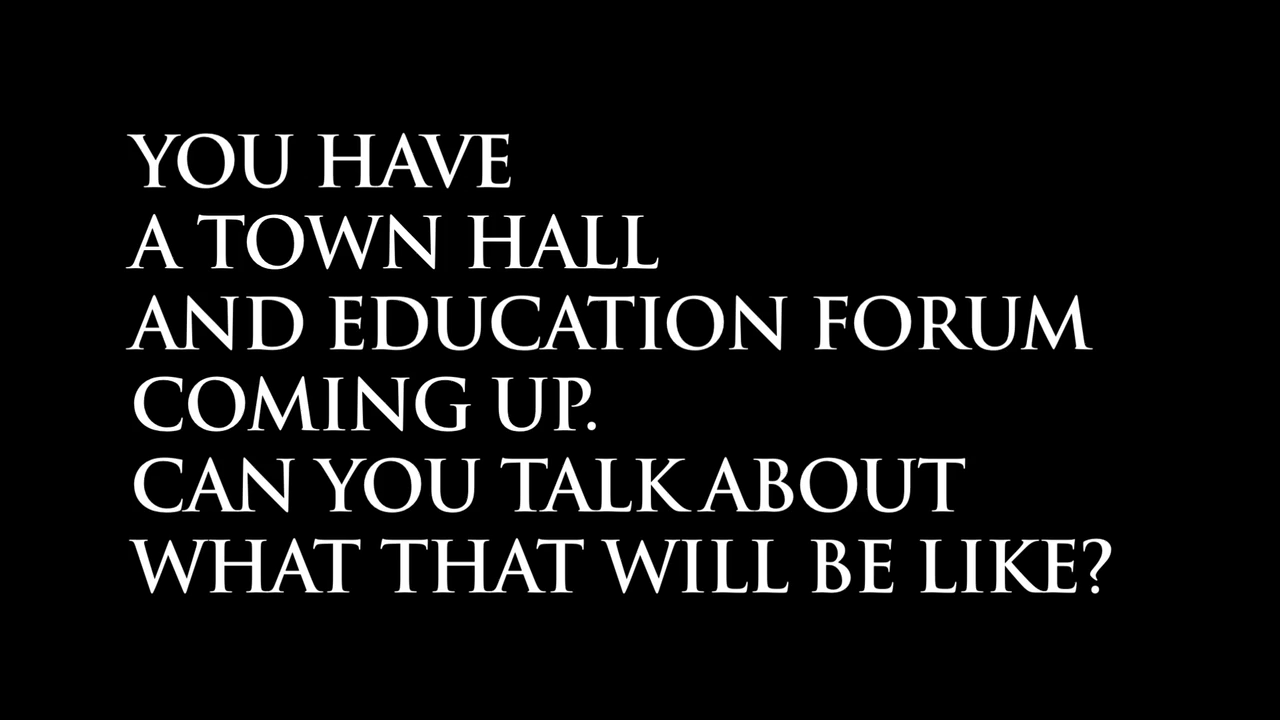 YOU HAVE
A TOWN HALL
AND EDUCATION FORUM
COMING UP.
CAN YOU TALK ABOUT
WHAT THAT WILL BE LIKE?